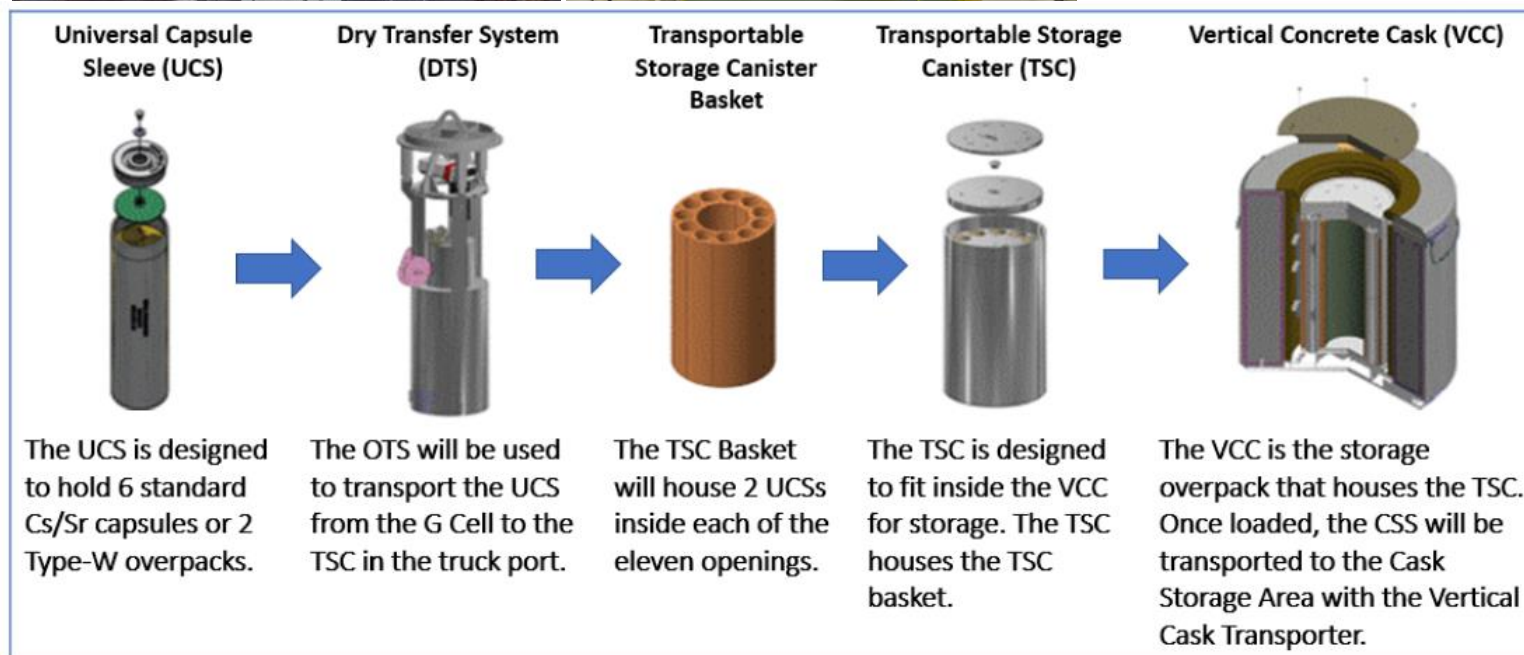 Universal Capsule
Sleeve (UCS)
Dry Transfer System
(DTS)
Transportable
Storage Canister
Basket
Transportable Storage
Canister (TSC)
Vertical Concrete Cask (VCC)
The UCS is designed
to hold 6 standard
Cs/Sr capsules or 2
Type-W overpacks.
The OTS will be used
to transport the UCS
from the G Cell to the
TSC in the truck port.
The TSC Basket
will house 2 UCSs
inside each of the
eleven openings.
The TSC is designed
to fit inside the VCC
for storage. The TSC
houses the TSC
basket.
The VCC is the storage
overpack that houses the TSC.
Once loaded, the CSS will be
transported to the Cask
Storage Area with the Vertical
Cask Transporter.